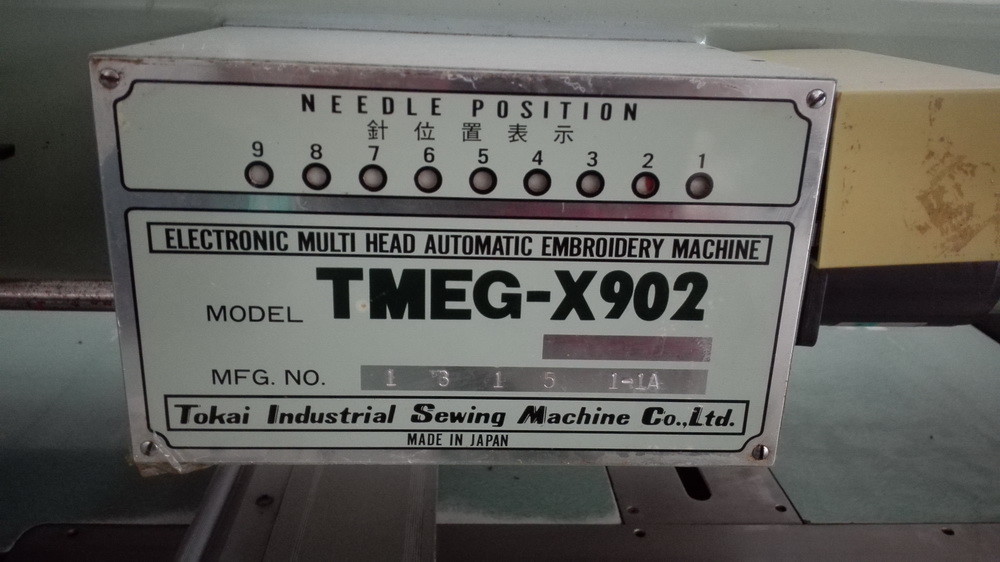 NEEDLE POSITION
針位置表示
9 8 7 6 5 4 3 2 1
ELECTRONIC MULTI HEAD AUTOMATIC EMBROIDERY MACHINE
MODEL TMEG-X902
MFG. NO. 1 3 1 5 1-1A
Tokai Industrial Sewing Machine Co.,Ltd.
MADE IN JAPAN